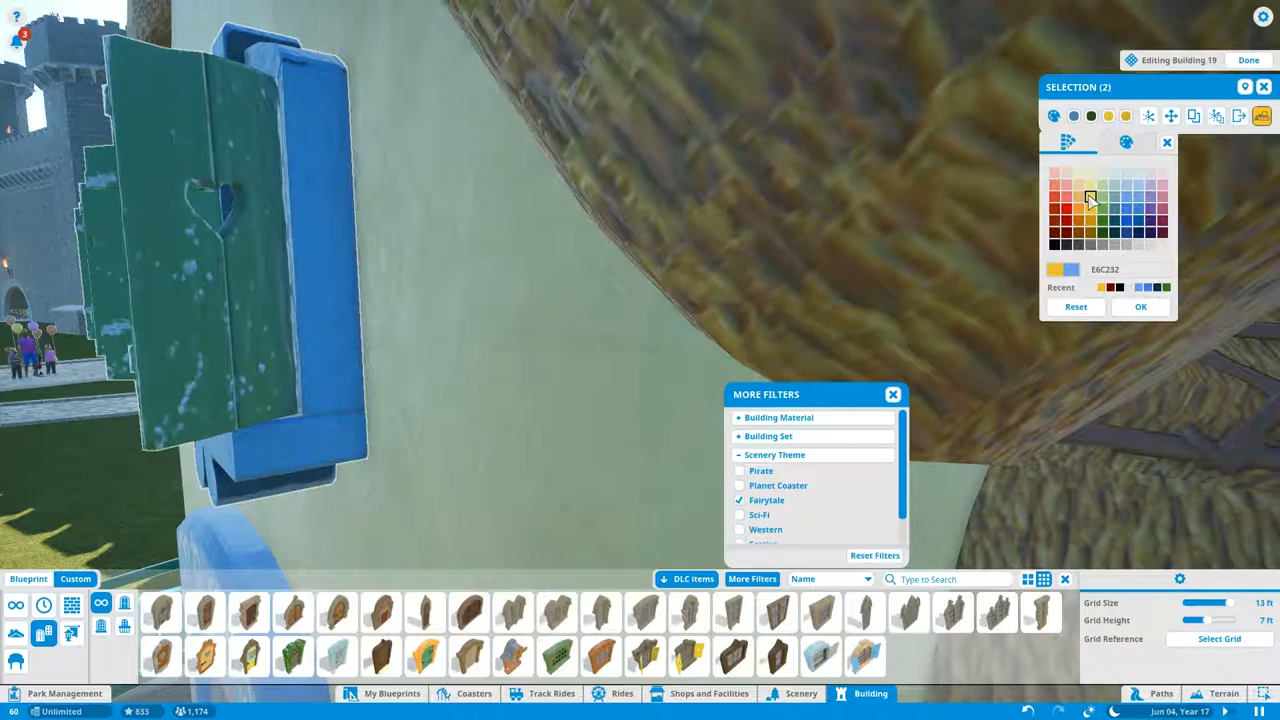 ?
3
Editing Building 19 Done
SELECTION (2)
E6C232
Recent
Reset OK
MORE FILTERS
+ Building Material
+ Building Set
− Scenery Theme
Pirate
Planet Coaster
Fairytale
Sci-Fi
Western
Reset Filters
Blueprint Custom
DLC items More Filters Name Type to Search
Grid Size 13 ft
Grid Height 7 ft
Grid Reference Select Grid
Park Management My Blueprints Coasters Track Rides Rides Shops and Facilities Scenery Building Paths Terrain
60 Unlimited 833 1,174 Jun 04, Year 17